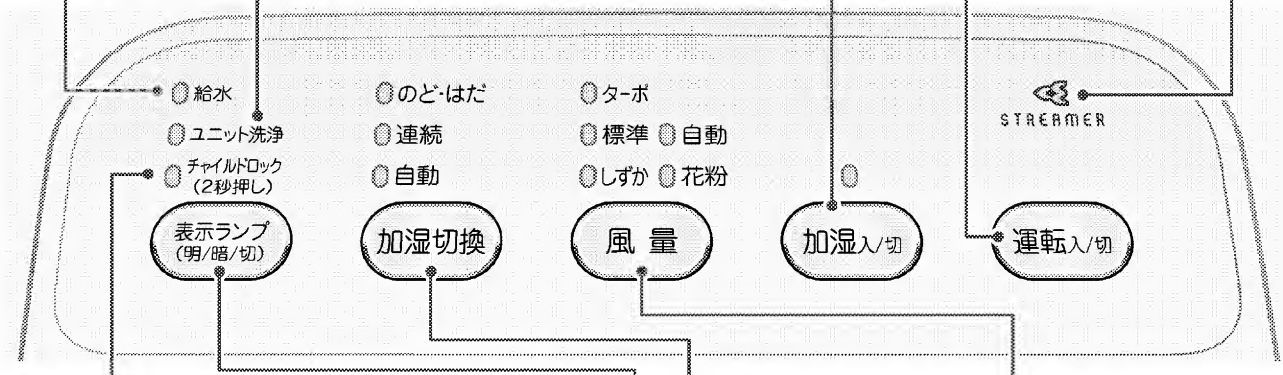 給水
ユニット洗浄
チャイルドロック
(2秒押し)
表示ランプ
(明/暗/切)
のど・はだ
連続
自動
加湿切換
ターボ
標準 自動
しずか 花粉
風量
加湿入/切
STREAMER
運転入/切